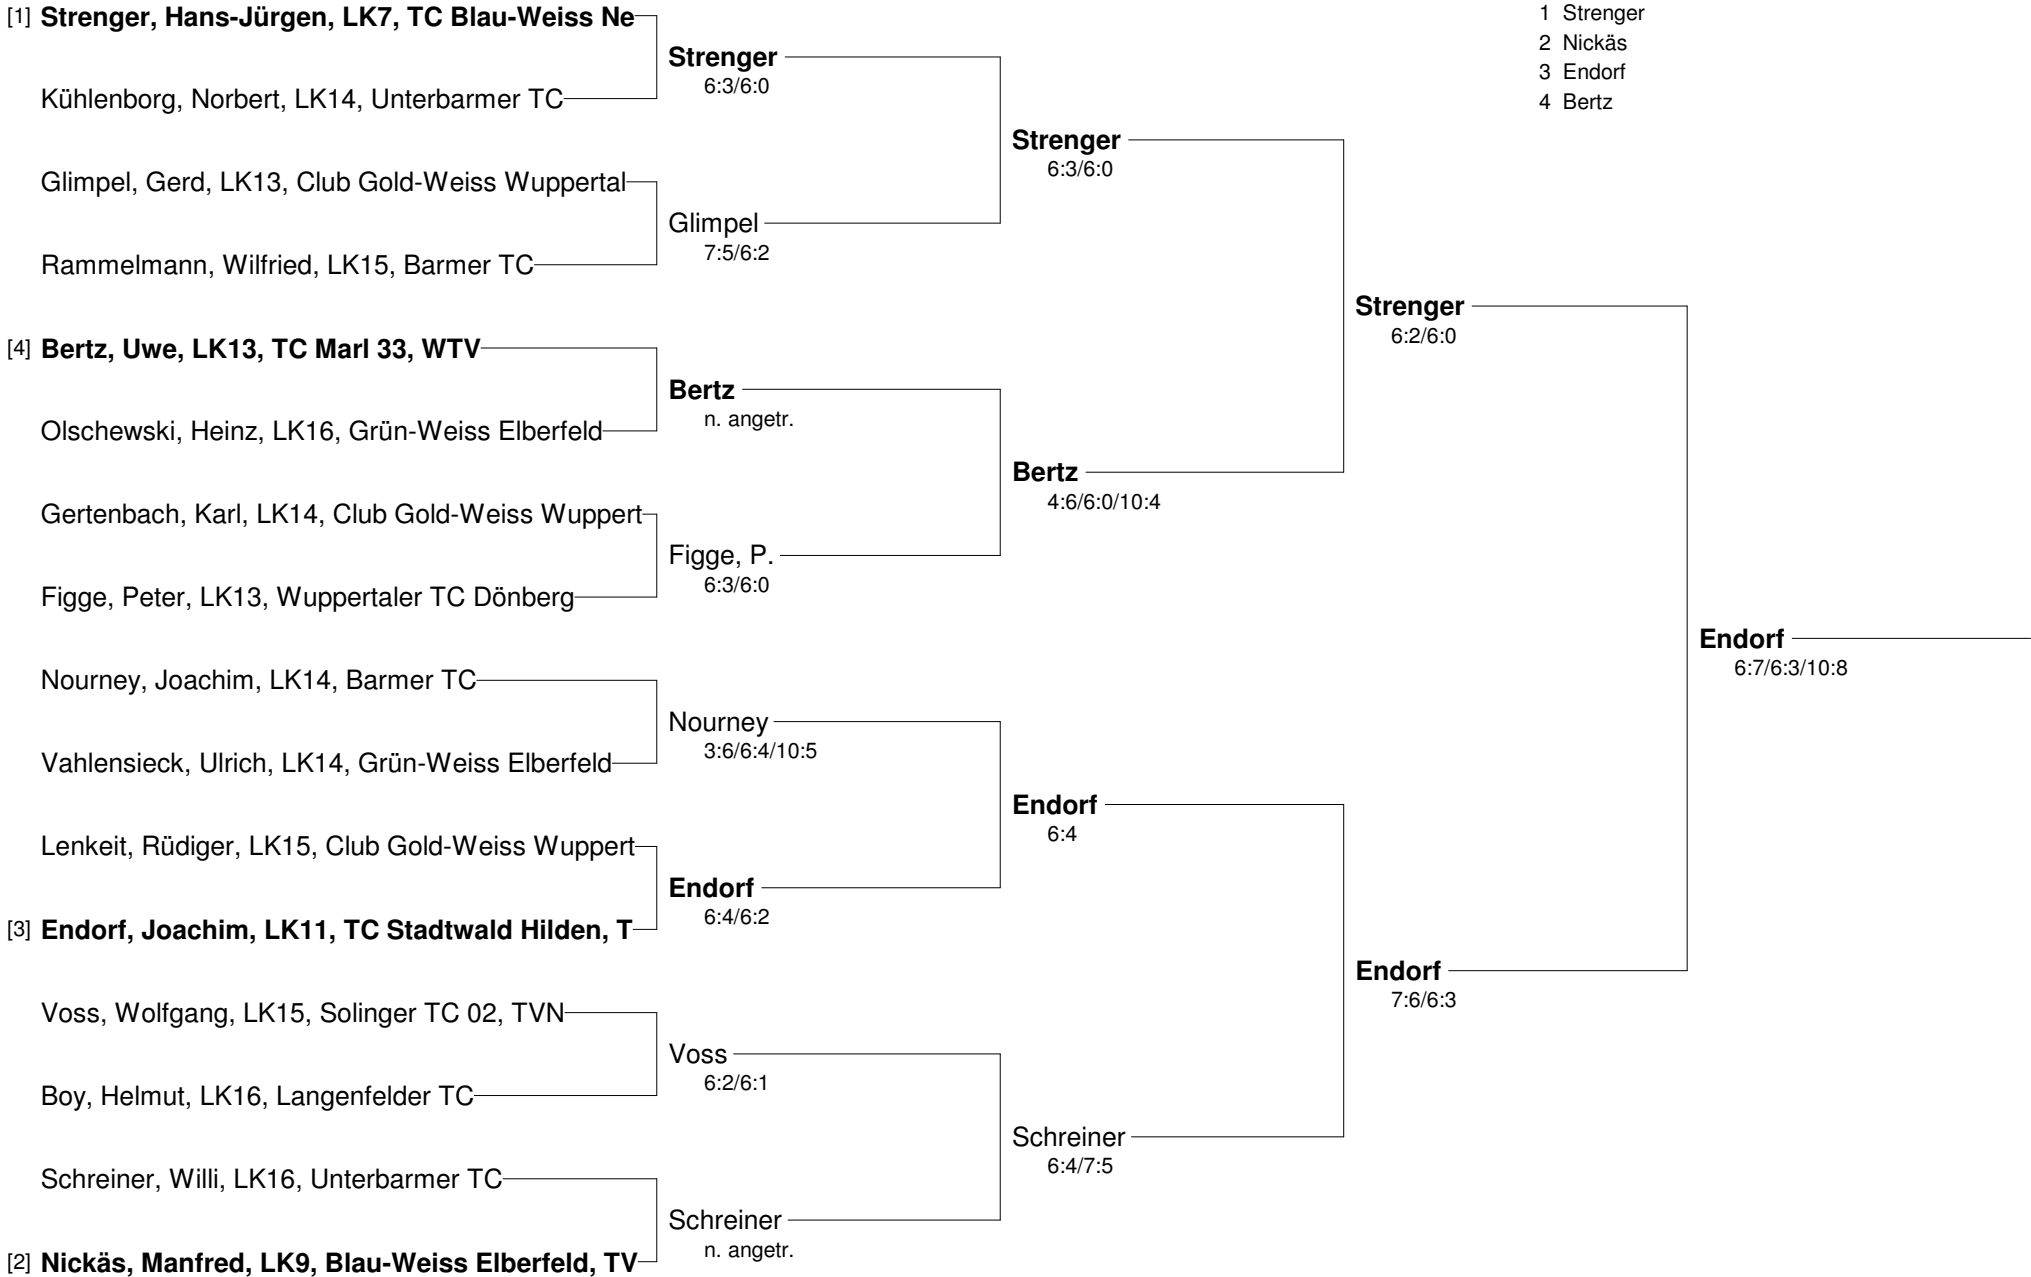 [1] Strenger, Hans-Jürgen, LK7, TC Blau-Weiss Ne
Kühlenborg, Norbert, LK14, Unterbarmer TC
Glimpel, Gerd, LK13, Club Gold-Weiss Wuppertal
Rammelmann, Wilfried, LK15, Barmer TC
[4] Bertz, Uwe, LK13, TC Marl 33, WTV
Olschewski, Heinz, LK16, Grün-Weiss Elberfeld
Gertenbach, Karl, LK14, Club Gold-Weiss Wuppert
Figge, Peter, LK13, Wuppertaler TC Dönberg
Nourney, Joachim, LK14, Barmer TC
Vahlensieck, Ulrich, LK14, Grün-Weiss Elberfeld
Lenkeit, Rüdiger, LK15, Club Gold-Weiss Wuppert
[3] Endorf, Joachim, LK11, TC Stadtwald Hilden, T
Voss, Wolfgang, LK15, Solinger TC 02, TVN
Boy, Helmut, LK16, Langenfelder TC
Schreiner, Willi, LK16, Unterbarmer TC
[2] Nickäs, Manfred, LK9, Blau-Weiss Elberfeld, TV
Strenger
6:3/6:0
Glimpel
7:5/6:2
Bertz
n. angetr.
Figge, P.
6:3/6:0
Nourney
3:6/6:4/10:5
Endorf
6:4/6:2
Voss
6:2/6:1
Schreiner
n. angetr.
Strenger
6:3/6:0
Bertz
4:6/6:0/10:4
Endorf
6:4
Schreiner
6:4/7:5
Strenger
6:2/6:0
Endorf
7:6/6:3
Endorf
6:7/6:3/10:8
1 Strenger
2 Nickäs
3 Endorf
4 Bertz